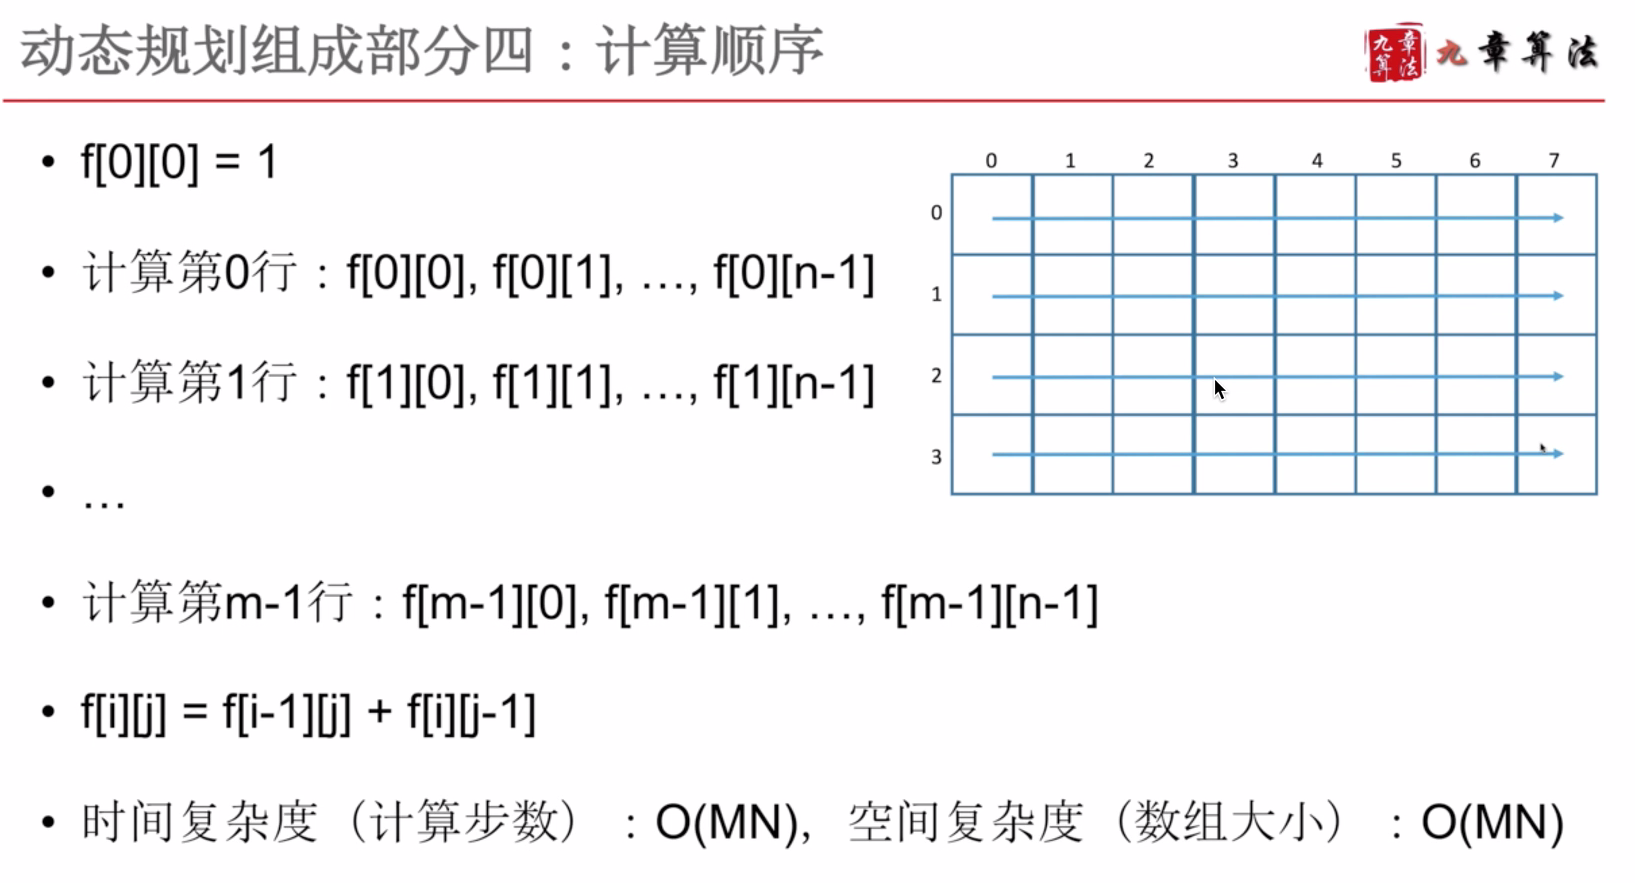 动态规划组成部分四：计算顺序
九章算法
九章算法
• f[0][0] = 1
• 计算第0行：f[0][0], f[0][1], …, f[0][n-1]
• 计算第1行：f[1][0], f[1][1], …, f[1][n-1]
• …
• 计算第m-1行：f[m-1][0], f[m-1][1], …, f[m-1][n-1]
• f[i][j] = f[i-1][j] + f[i][j-1]
• 时间复杂度（计算步数）：O(MN)，空间复杂度（数组大小）：O(MN)
0 1 2 3 4 5 6 7
0
1
2
3